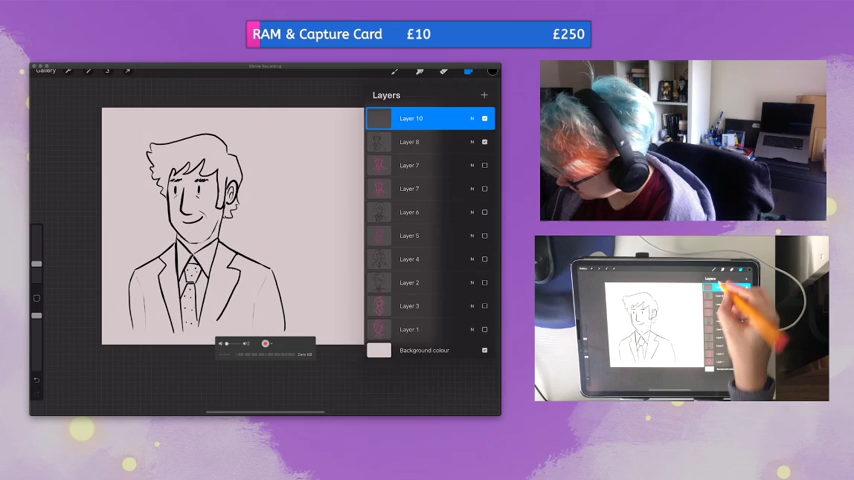 RAM & Capture Card £10 £250
Gallery
Layers
Layer 10 N
Layer 8 N
Layer 7 N
Layer 7 N
Layer 6 N
Layer 5 N
Layer 4 N
Layer 2 N
Layer 3 N
Layer 1 N
Background colour
Layers